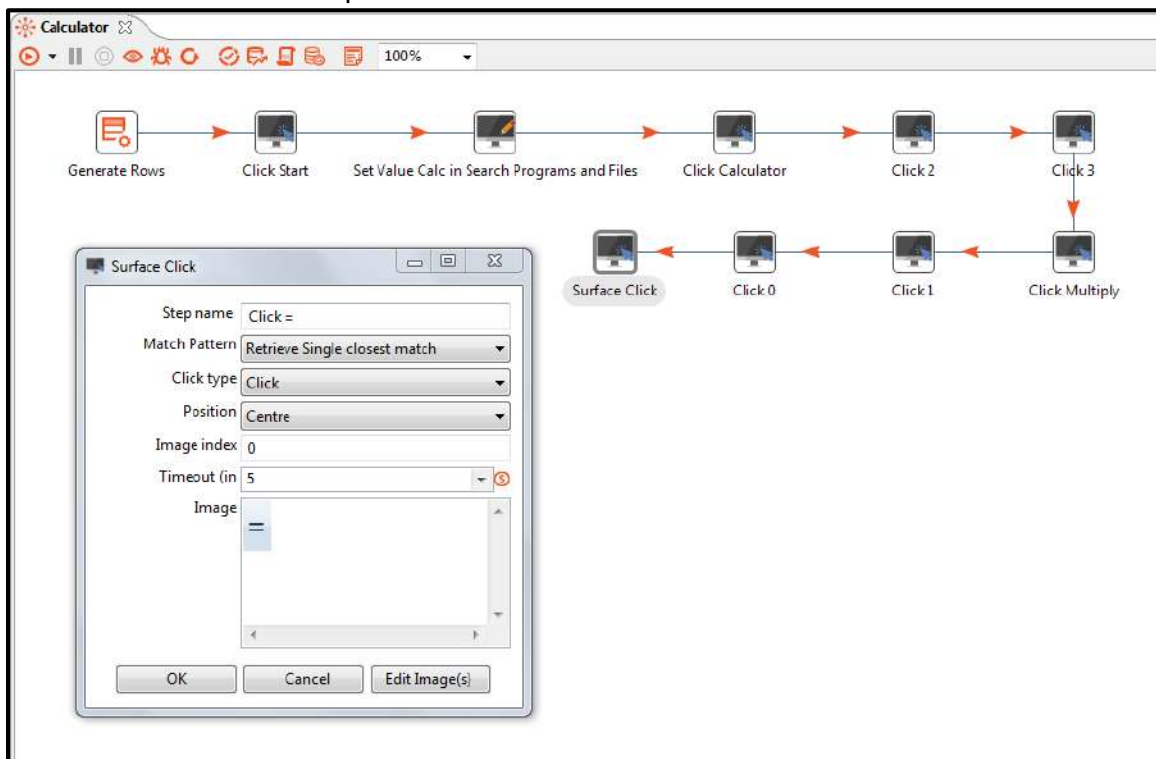 Calculator
100%
Generate Rows
Click Start
Set Value Calc in Search Programs and Files
Click Calculator
Click 2
Click 3
Surface Click
Click 0
Click 1
Click Multiply
Surface Click
Step name Click =
Match Pattern Retrieve Single closest match
Click type Click
Position Centre
Image index 0
Timeout (in 5
Image =
OK Cancel Edit Image(s)